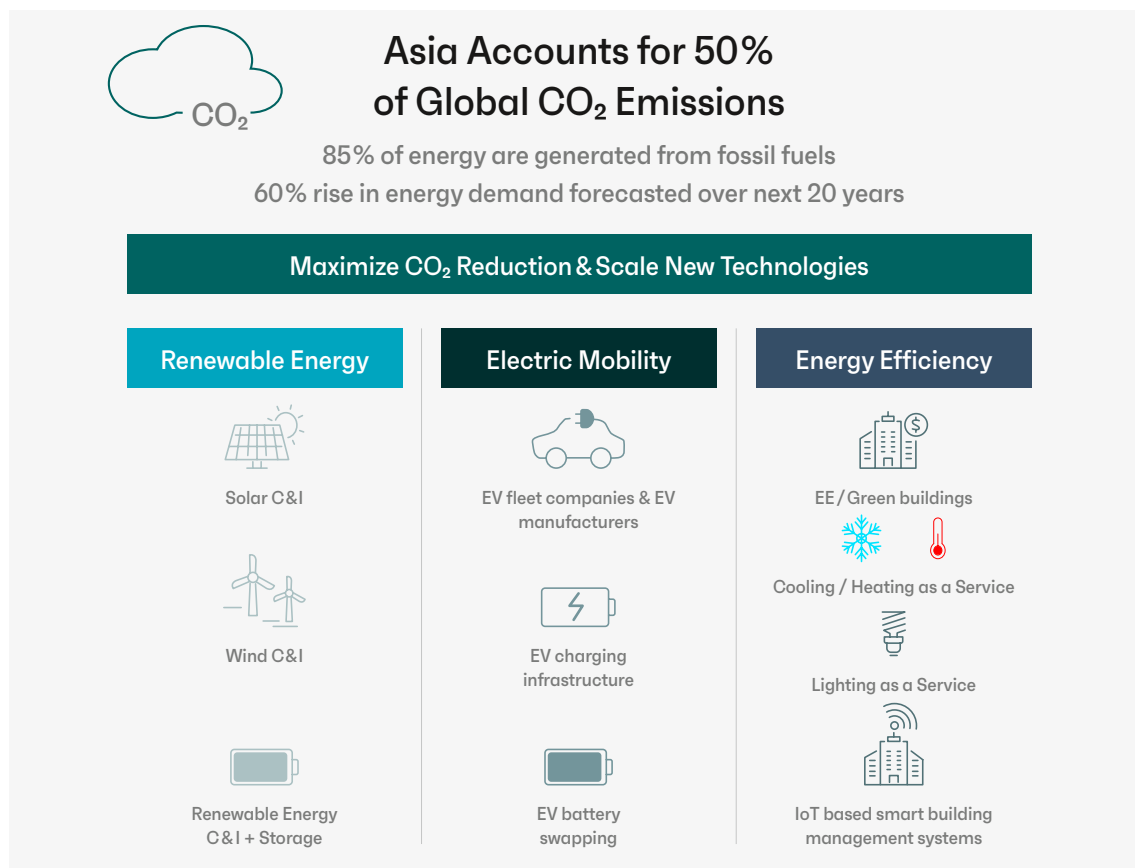 CO₂
Asia Accounts for 50%
of Global CO₂ Emissions
85% of energy are generated from fossil fuels
60% rise in energy demand forecasted over next 20 years
Maximize CO₂ Reduction & Scale New Technologies
Renewable Energy
Solar C&I
Wind C&I
Renewable Energy
C&I + Storage
Electric Mobility
EV fleet companies & EV
manufacturers
EV charging
infrastructure
EV battery
swapping
Energy Efficiency
$
EE / Green buildings
Cooling / Heating as a Service
Lighting as a Service
IoT based smart building
management systems